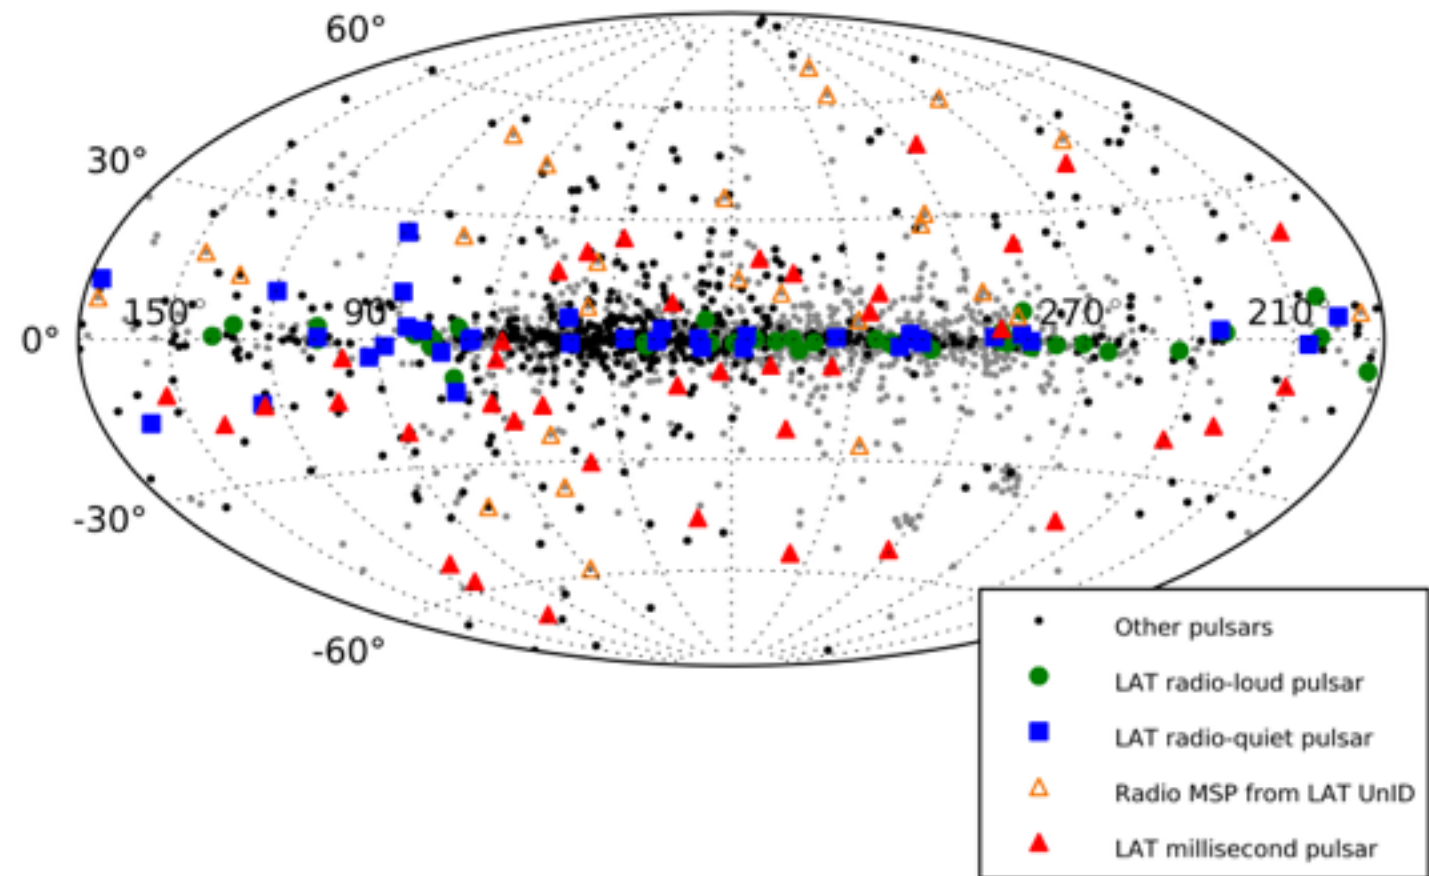 60°
30°
150° 90° 270° 210°
0°
-30°
-60°
Other pulsars
LAT radio-loud pulsar
LAT radio-quiet pulsar
Radio MSP from LAT UnID
LAT millisecond pulsar